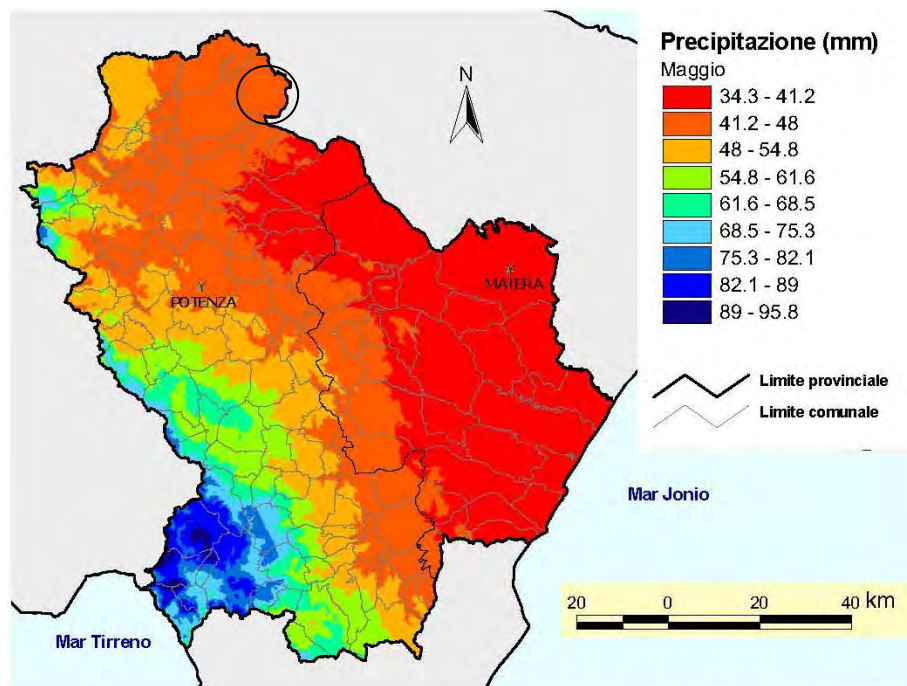 Precipitazione (mm)
Maggio
34.3 - 41.2
41.2 - 48
48 - 54.8
54.8 - 61.6
61.6 - 68.5
68.5 - 75.3
75.3 - 82.1
82.1 - 89
89 - 95.8
Limite provinciale
Limite comunale
N
POTENZA
MATERA
Mar Jonio
Mar Tirreno
20 0 20 40 km